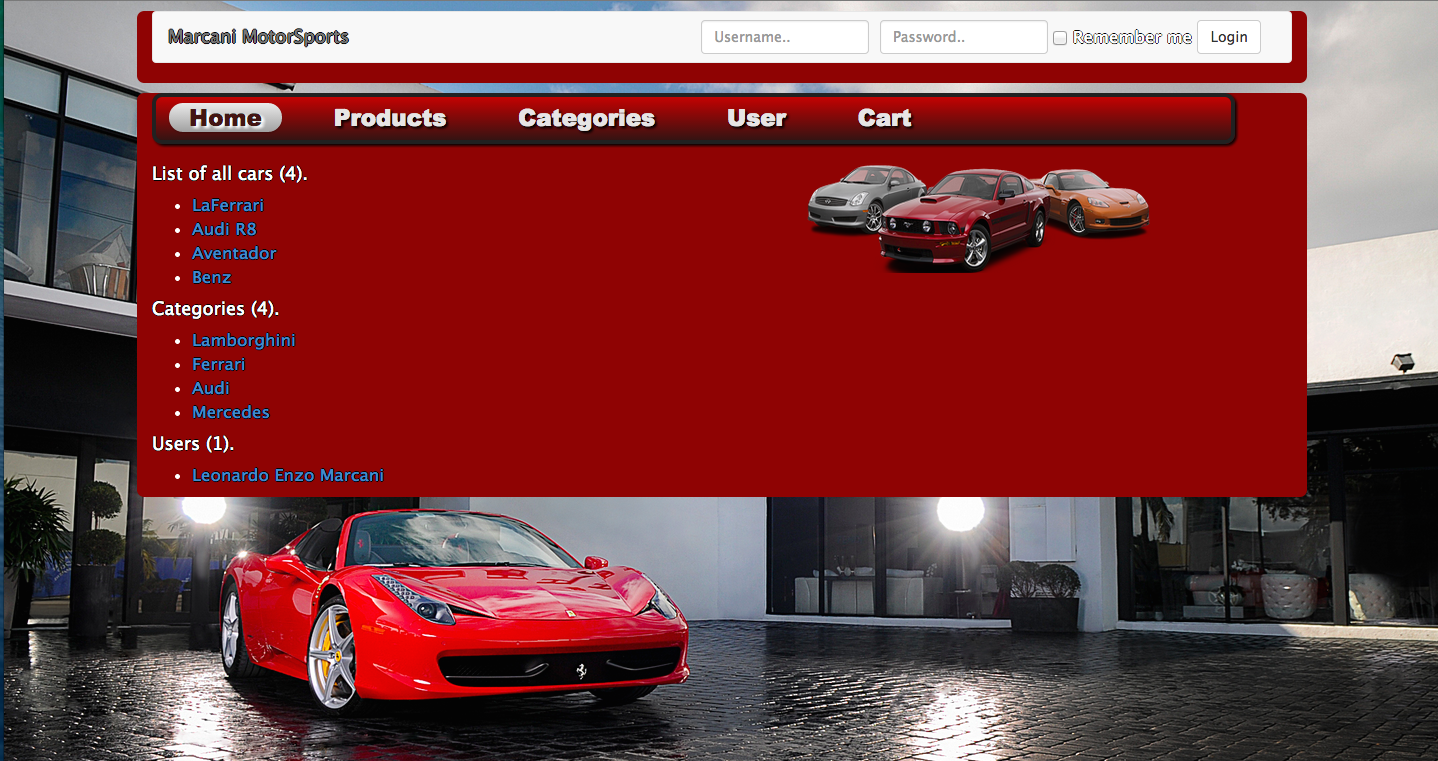 Marcani MotorSports Username.. Password.. Remember me Login
Home Products Categories User Cart
List of all cars (4).
LaFerrari
Audi R8
Aventador
Benz
Categories (4).
Lamborghini
Ferrari
Audi
Mercedes
Users (1).
Leonardo Enzo Marcani